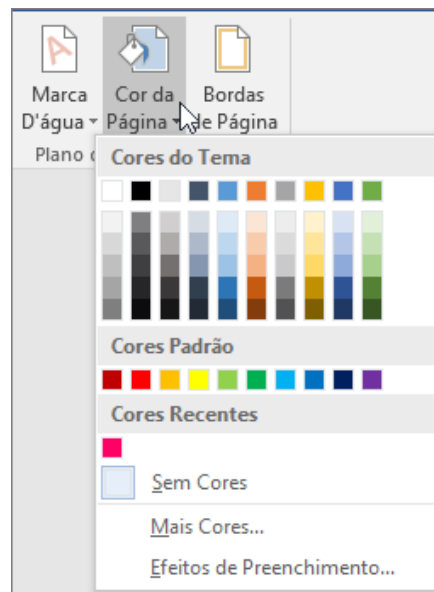 Marca Cor da Bordas
D'água Página de Página
Plano
Cores do Tema
Cores Padrão
Cores Recentes
Sem Cores
Mais Cores...
Efeitos de Preenchimento...